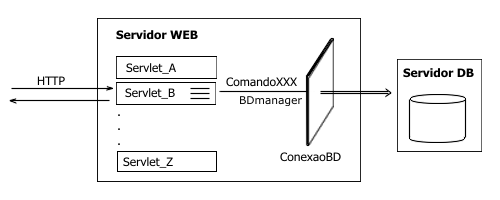 Servidor WEB
Servlet_A
HTTP
Servlet_B
ComandoXXX
BDmanager
Servidor DB
.
.
.
Servlet_Z
ConexaoBD